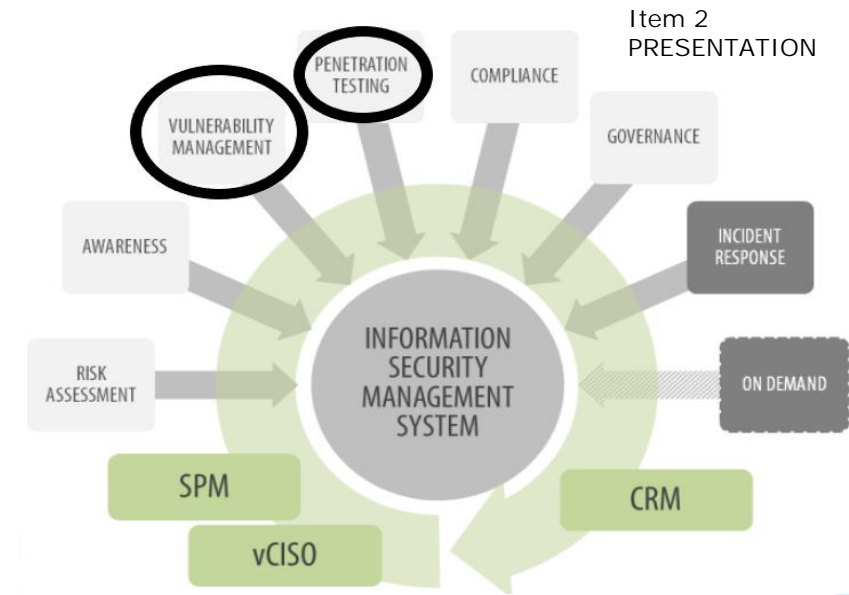 Item 2
PRESENTATION
PENETRATION
TESTING
COMPLIANCE
VULNERABILITY
MANAGEMENT
GOVERNANCE
AWARENESS
INCIDENT
RESPONSE
RISK
ASSESSMENT
INFORMATION
SECURITY
MANAGEMENT
SYSTEM
ON DEMAND
SPM
CRM
vCISO